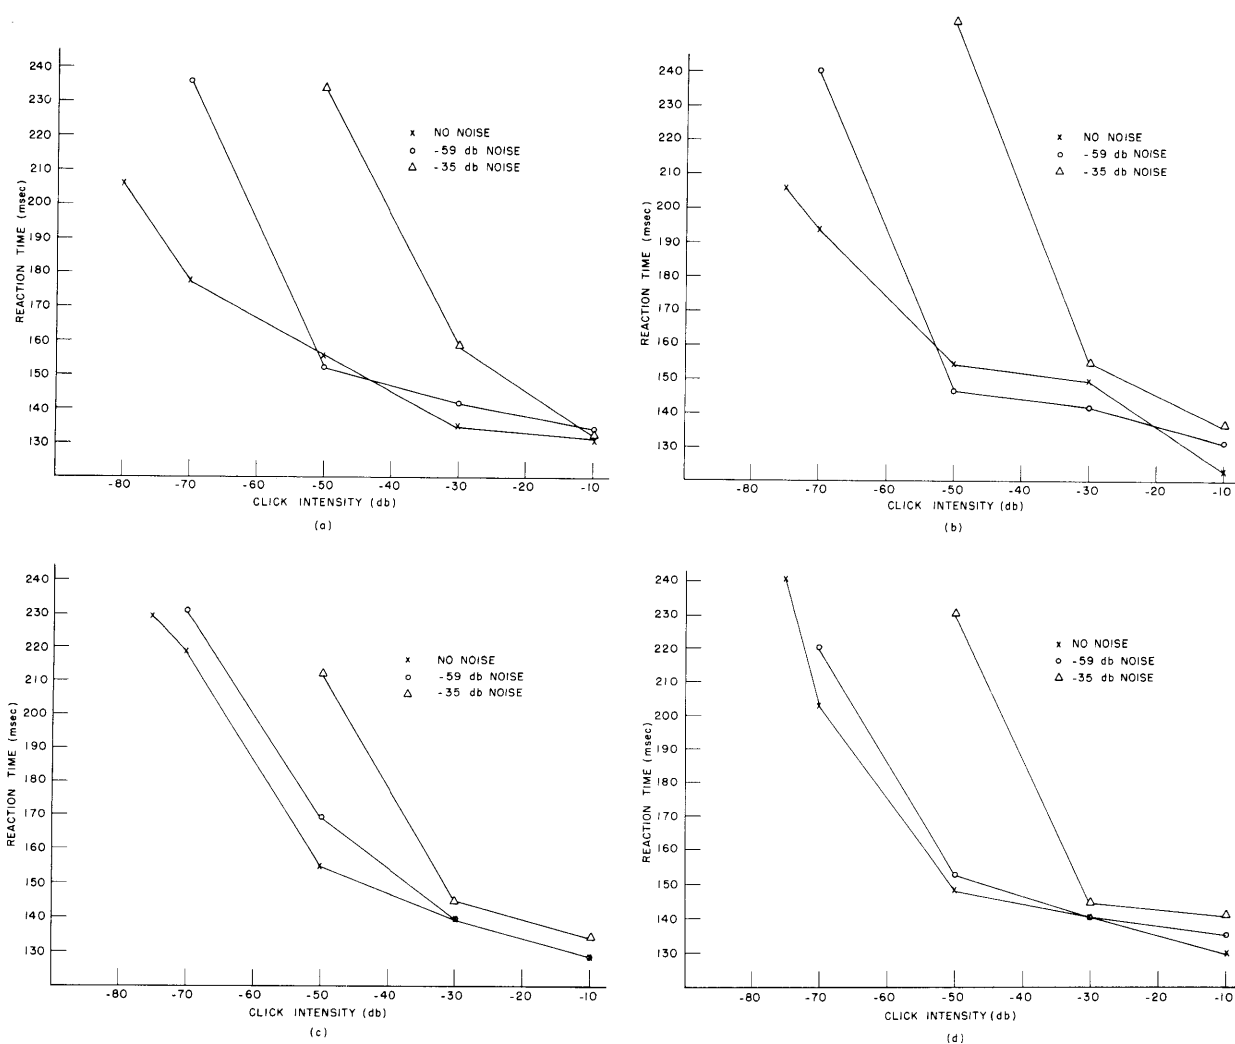 240
230
220
210
200
190
180
170
160
150
140
130
REACTION TIME (msec)
x NO NOISE
o -59 db NOISE
△ -35 db NOISE
-80 -70 -60 -50 -40 -30 -20 -10
CLICK INTENSITY (db)
(a)
240
230
220
210
200
190
180
170
160
150
140
130
REACTION TIME (msec)
x NO NOISE
o -59 db NOISE
△ -35 db NOISE
-80 -70 -60 -50 -40 -30 -20 -10
CLICK INTENSITY (db)
(b)
240
230
220
210
200
190
180
170
160
150
140
130
REACTION TIME (msec)
x NO NOISE
o -59 db NOISE
△ -35 db NOISE
-80 -70 -60 -50 -40 -30 -20 -10
CLICK INTENSITY (db)
(c)
240
230
220
210
200
190
180
170
160
150
140
130
REACTION TIME (msec)
x NO NOISE
o -59 db NOISE
△ -35 db NOISE
-80 -70 -60 -50 -40 -30 -20 -10
CLICK INTENSITY (db)
(d)